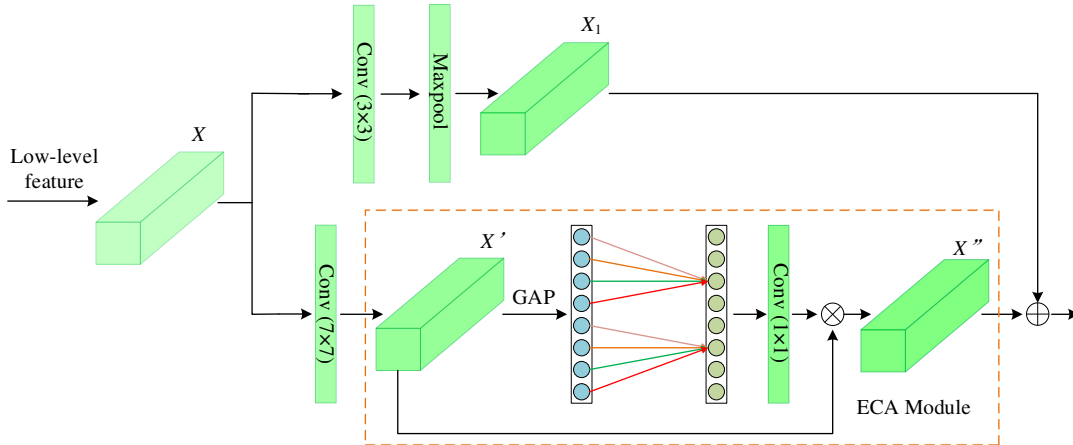 Low-level
feature
X
Conv (3×3)
Maxpool
X₁
Conv (7×7)
X′
GAP
Conv (1×1)
X″
ECA Module